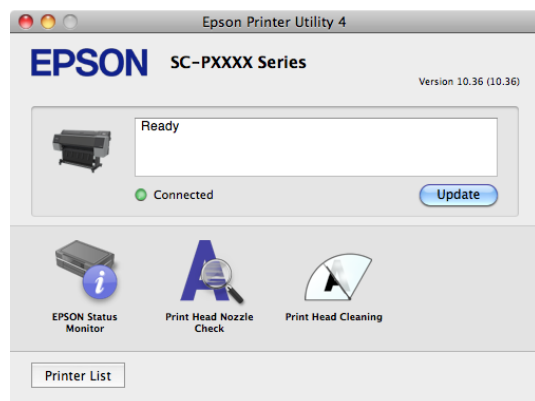 Epson Printer Utility 4
EPSON SC-PXXXX Series
Version 10.36 (10.36)
Ready
Connected
Update
EPSON Status
Monitor
Print Head Nozzle
Check
Print Head Cleaning
Printer List